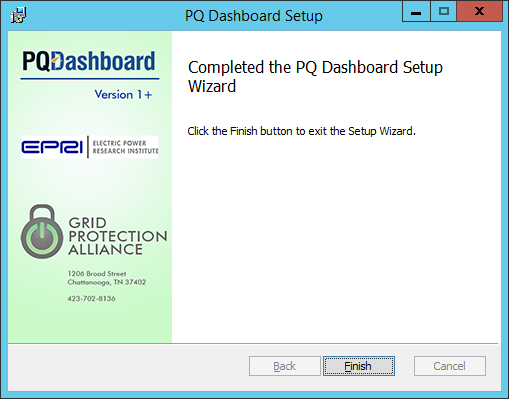 PQ Dashboard Setup
PQDashboard
Version 1+
EPRI
ELECTRIC POWER
RESEARCH INSTITUTE
GRID
PROTECTION
ALLIANCE
1206 Broad Street
Chattanooga, TN 37402
423-702-8136
Completed the PQ Dashboard Setup
Wizard
Click the Finish button to exit the Setup Wizard.
Back
Finish
Cancel